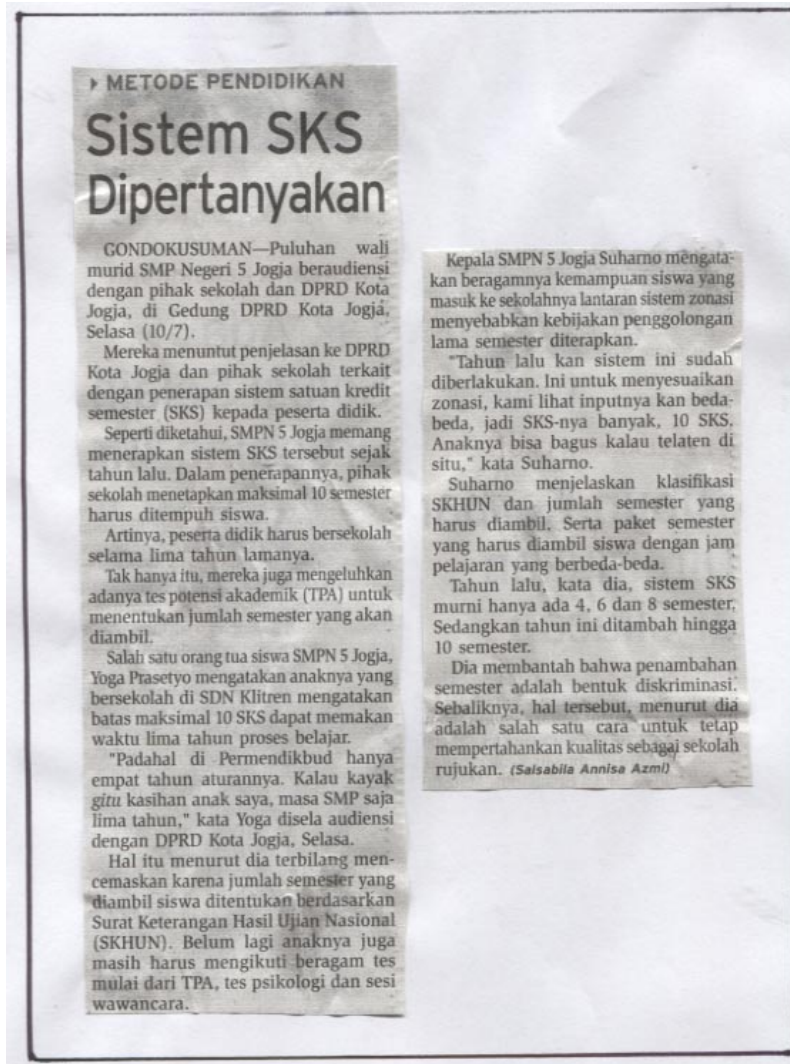 ▸ METODE PENDIDIKAN
Sistem SKS
Dipertanyakan
GONDOKUSUMAN—Puluhan wali
murid SMP Negeri 5 Jogja beraudiensi
dengan pihak sekolah dan DPRD Kota
Jogja, di Gedung DPRD Kota Jogja,
Selasa (10/7).
Mereka menuntut penjelasan ke DPRD
Kota Jogja dan pihak sekolah terkait
dengan penerapan sistem satuan kredit
semester (SKS) kepada peserta didik.
Seperti diketahui, SMPN 5 Jogja memang
menerapkan sistem SKS tersebut sejak
tahun lalu. Dalam penerapannya, pihak
sekolah menetapkan maksimal 10 semester
harus ditempuh siswa.
Artinya, peserta didik harus bersekolah
selama lima tahun lamanya.
Tak hanya itu, mereka juga mengeluhkan
adanya tes potensi akademik (TPA) untuk
menentukan jumlah semester yang akan
diambil.
Salah satu orang tua siswa SMPN 5 Jogja,
Yoga Prasetyo mengatakan anaknya yang
bersekolah di SDN Klitren mengatakan
batas maksimal 10 SKS dapat memakan
waktu lima tahun proses belajar.
"Padahal di Permendikbud hanya
empat tahun aturannya. Kalau kayak
gitu kasihan anak saya, masa SMP saja
lima tahun," kata Yoga disela audiensi
dengan DPRD Kota Jogja, Selasa.
Hal itu menurut dia terbilang men-
cemaskan karena jumlah semester yang
diambil siswa ditentukan berdasarkan
Surat Keterangan Hasil Ujian Nasional
(SKHUN). Belum lagi anaknya juga
masih harus mengikuti beragam tes
mulai dari TPA, tes psikologi dan sesi
wawancara.
Kepala SMPN 5 Jogja Suharno mengata-
kan beragamnya kemampuan siswa yang
masuk ke sekolahnya lantaran sistem zonasi
menyebabkan kebijakan penggolongan
lama semester diterapkan.
"Tahun lalu kan sistem ini sudah
diberlakukan. Ini untuk menyesuaikan
zonasi, kami lihat inputnya kan beda-
beda, jadi SKS-nya banyak, 10 SKS.
Anaknya bisa bagus kalau telaten di
situ," kata Suharno.
Suharno menjelaskan klasifikasi
SKHUN dan jumlah semester yang
harus diambil. Serta paket semester
yang harus diambil siswa dengan jam
pelajaran yang berbeda-beda.
Tahun lalu, kata dia, sistem SKS
murni hanya ada 4, 6 dan 8 semester,
Sedangkan tahun ini ditambah hingga
10 semester.
Dia membantah bahwa penambahan
semester adalah bentuk diskriminasi.
Sebaliknya, hal tersebut, menurut dia
adalah salah satu cara untuk tetap
mempertahankan kualitas sebagai sekolah
rujukan. (Salsabila Annisa Azmi)